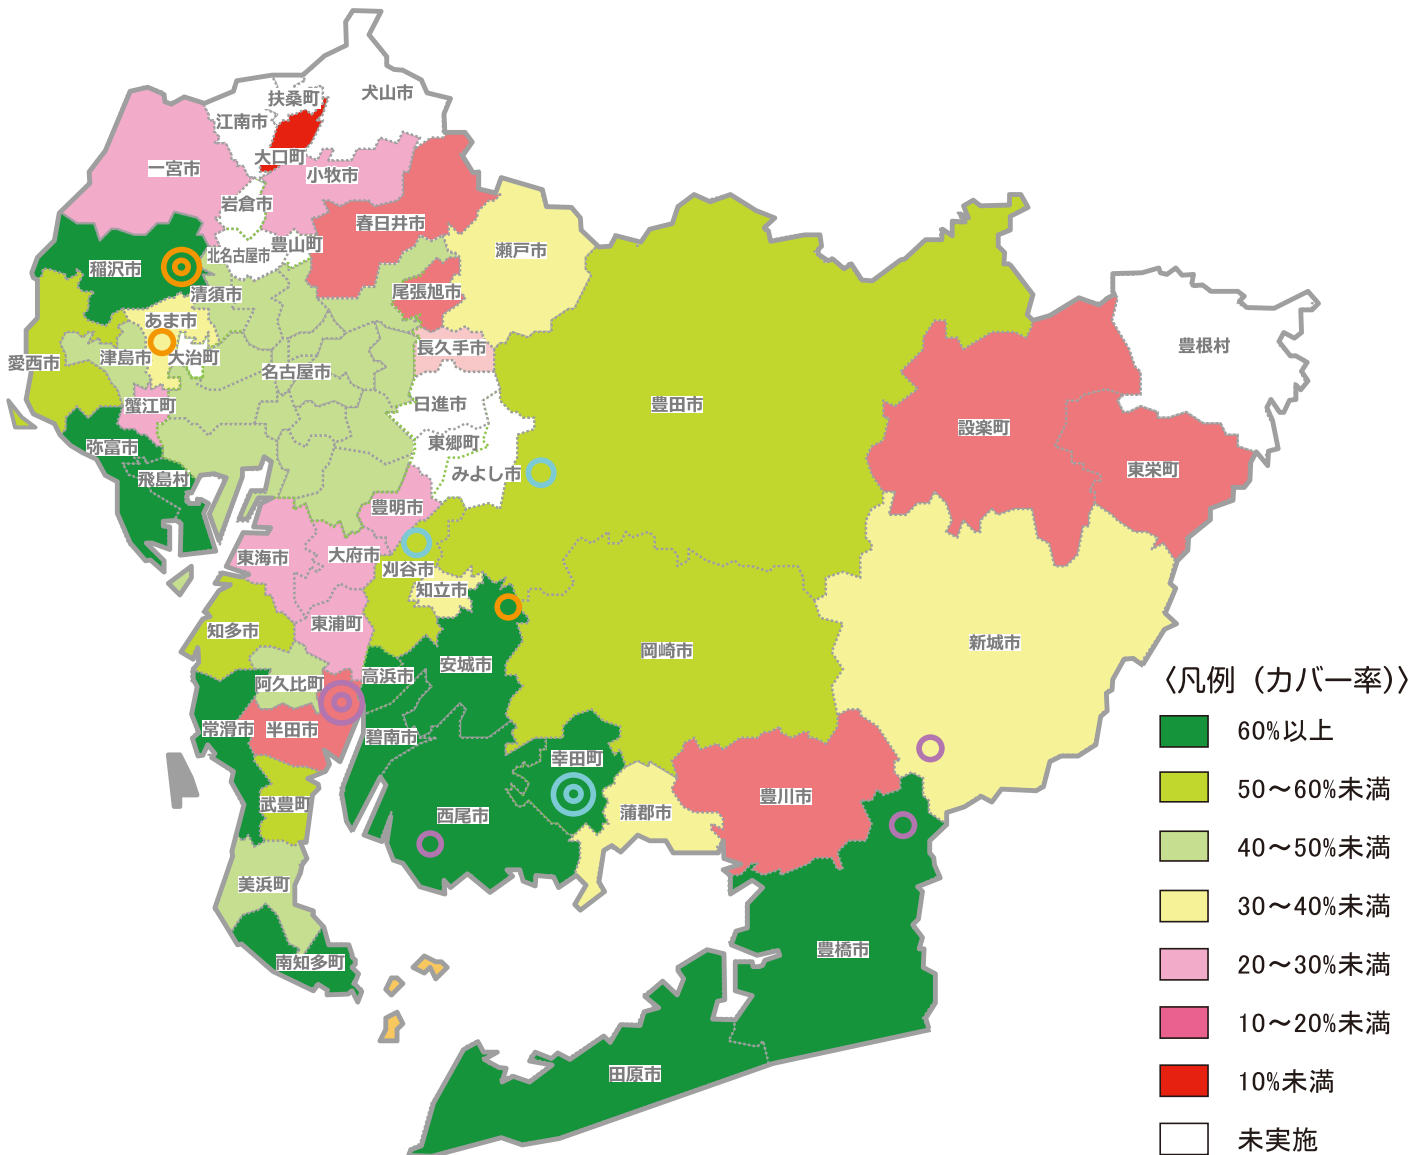 扶桑町
犬山市
江南市
大口町
一宮市
小牧市
岩倉市
春日井市
豊山町
北名古屋市
瀬戸市
稲沢市
清須市
尾張旭市
あま市
津島市
大治町
愛西市
名古屋市
長久手市
豊根村
蟹江町
日進市
豊田市
設楽町
弥富市
東郷町
みよし市
東栄町
飛島村
豊明市
東海市
大府市
刈谷市
知立市
東浦町
知多市
岡崎市
新城市
安城市
高浜市
阿久比町
常滑市
半田市
碧南市
幸田町
豊川市
武豊町
西尾市
蒲郡市
美浜町
豊橋市
南知多町
田原市
〈凡例（カバー率）〉
60%以上
50～60%未満
40～50%未満
30～40%未満
20～30%未満
10～20%未満
10%未満
未実施